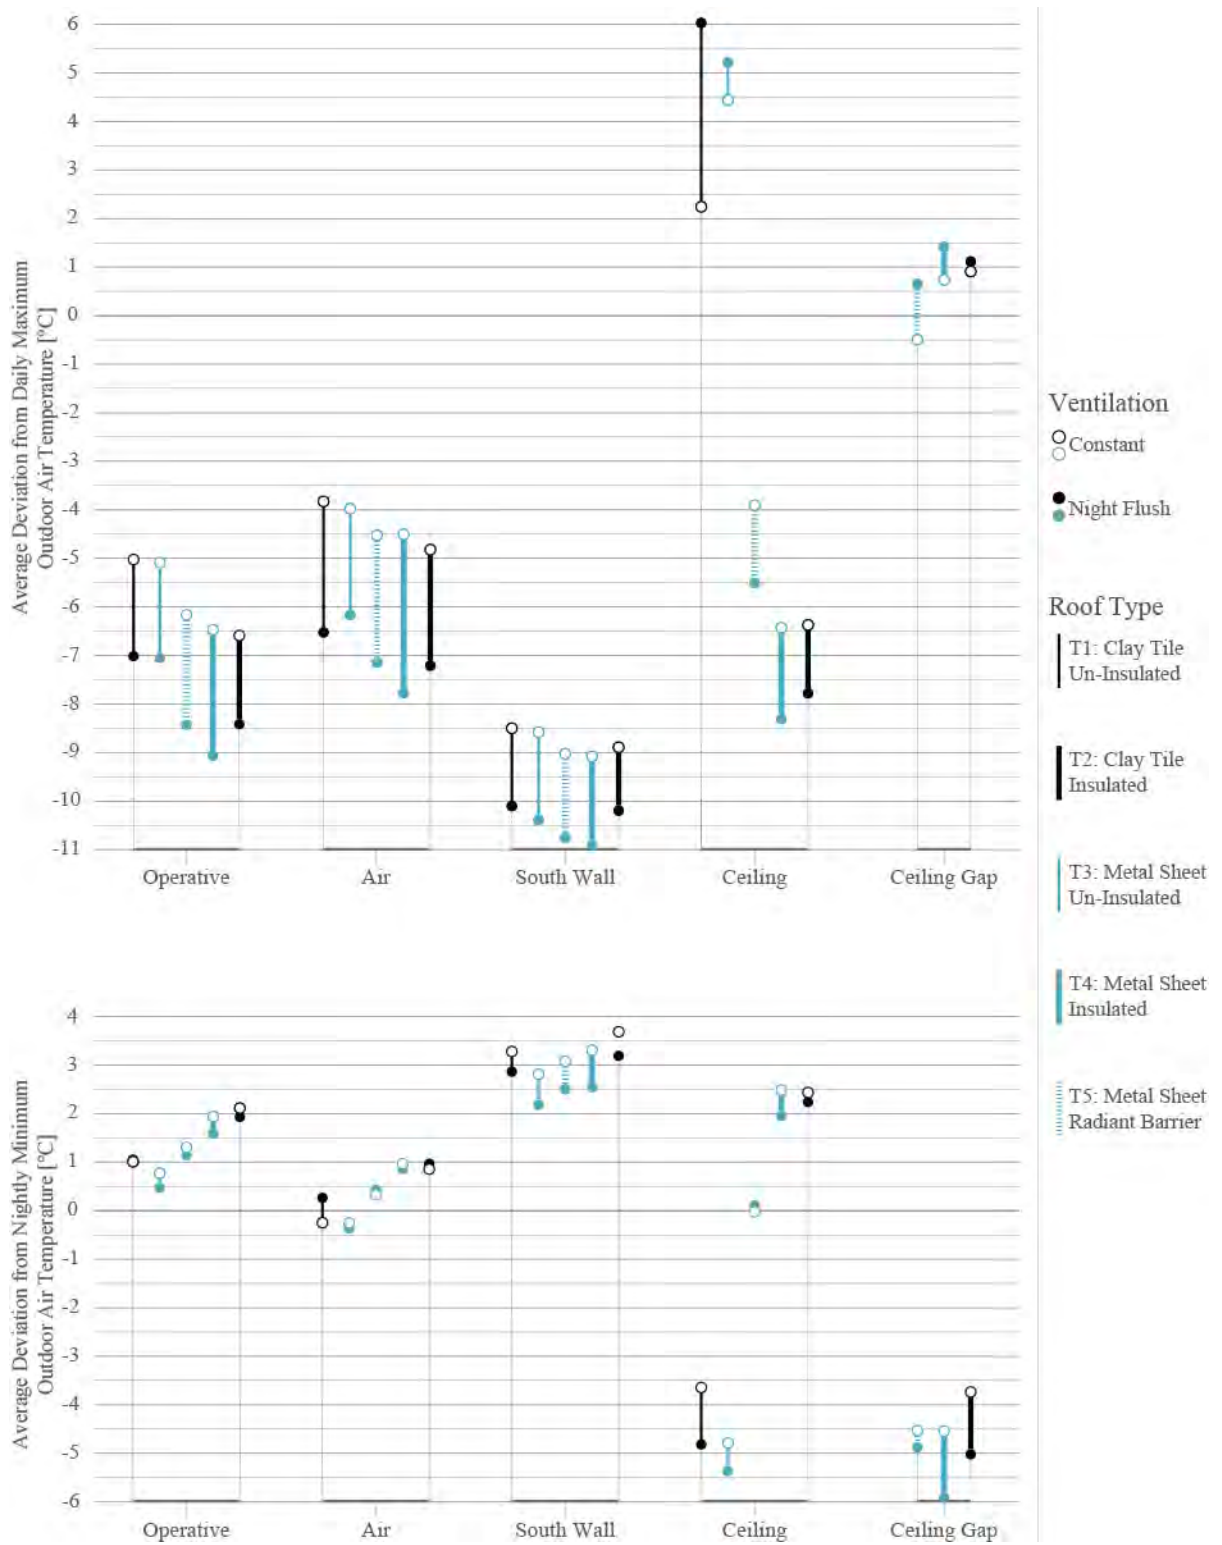 6
5
4
3
2
1
0
-1
-2
-3
-4
-5
-6
-7
-8
-9
-10
-11
Average Deviation from Daily Maximum
Outdoor Air Temperature [°C]
Operative
Air
South Wall
Ceiling
Ceiling Gap
Ventilation
Constant
Night Flush
Roof Type
T1: Clay Tile
Un-Insulated
T2: Clay Tile
Insulated
T3: Metal Sheet
Un-Insulated
T4: Metal Sheet
Insulated
T5: Metal Sheet
Radiant Barrier
4
3
2
1
0
-1
-2
-3
-4
-5
-6
Average Deviation from Nightly Minimum
Outdoor Air Temperature [°C]
Operative
Air
South Wall
Ceiling
Ceiling Gap